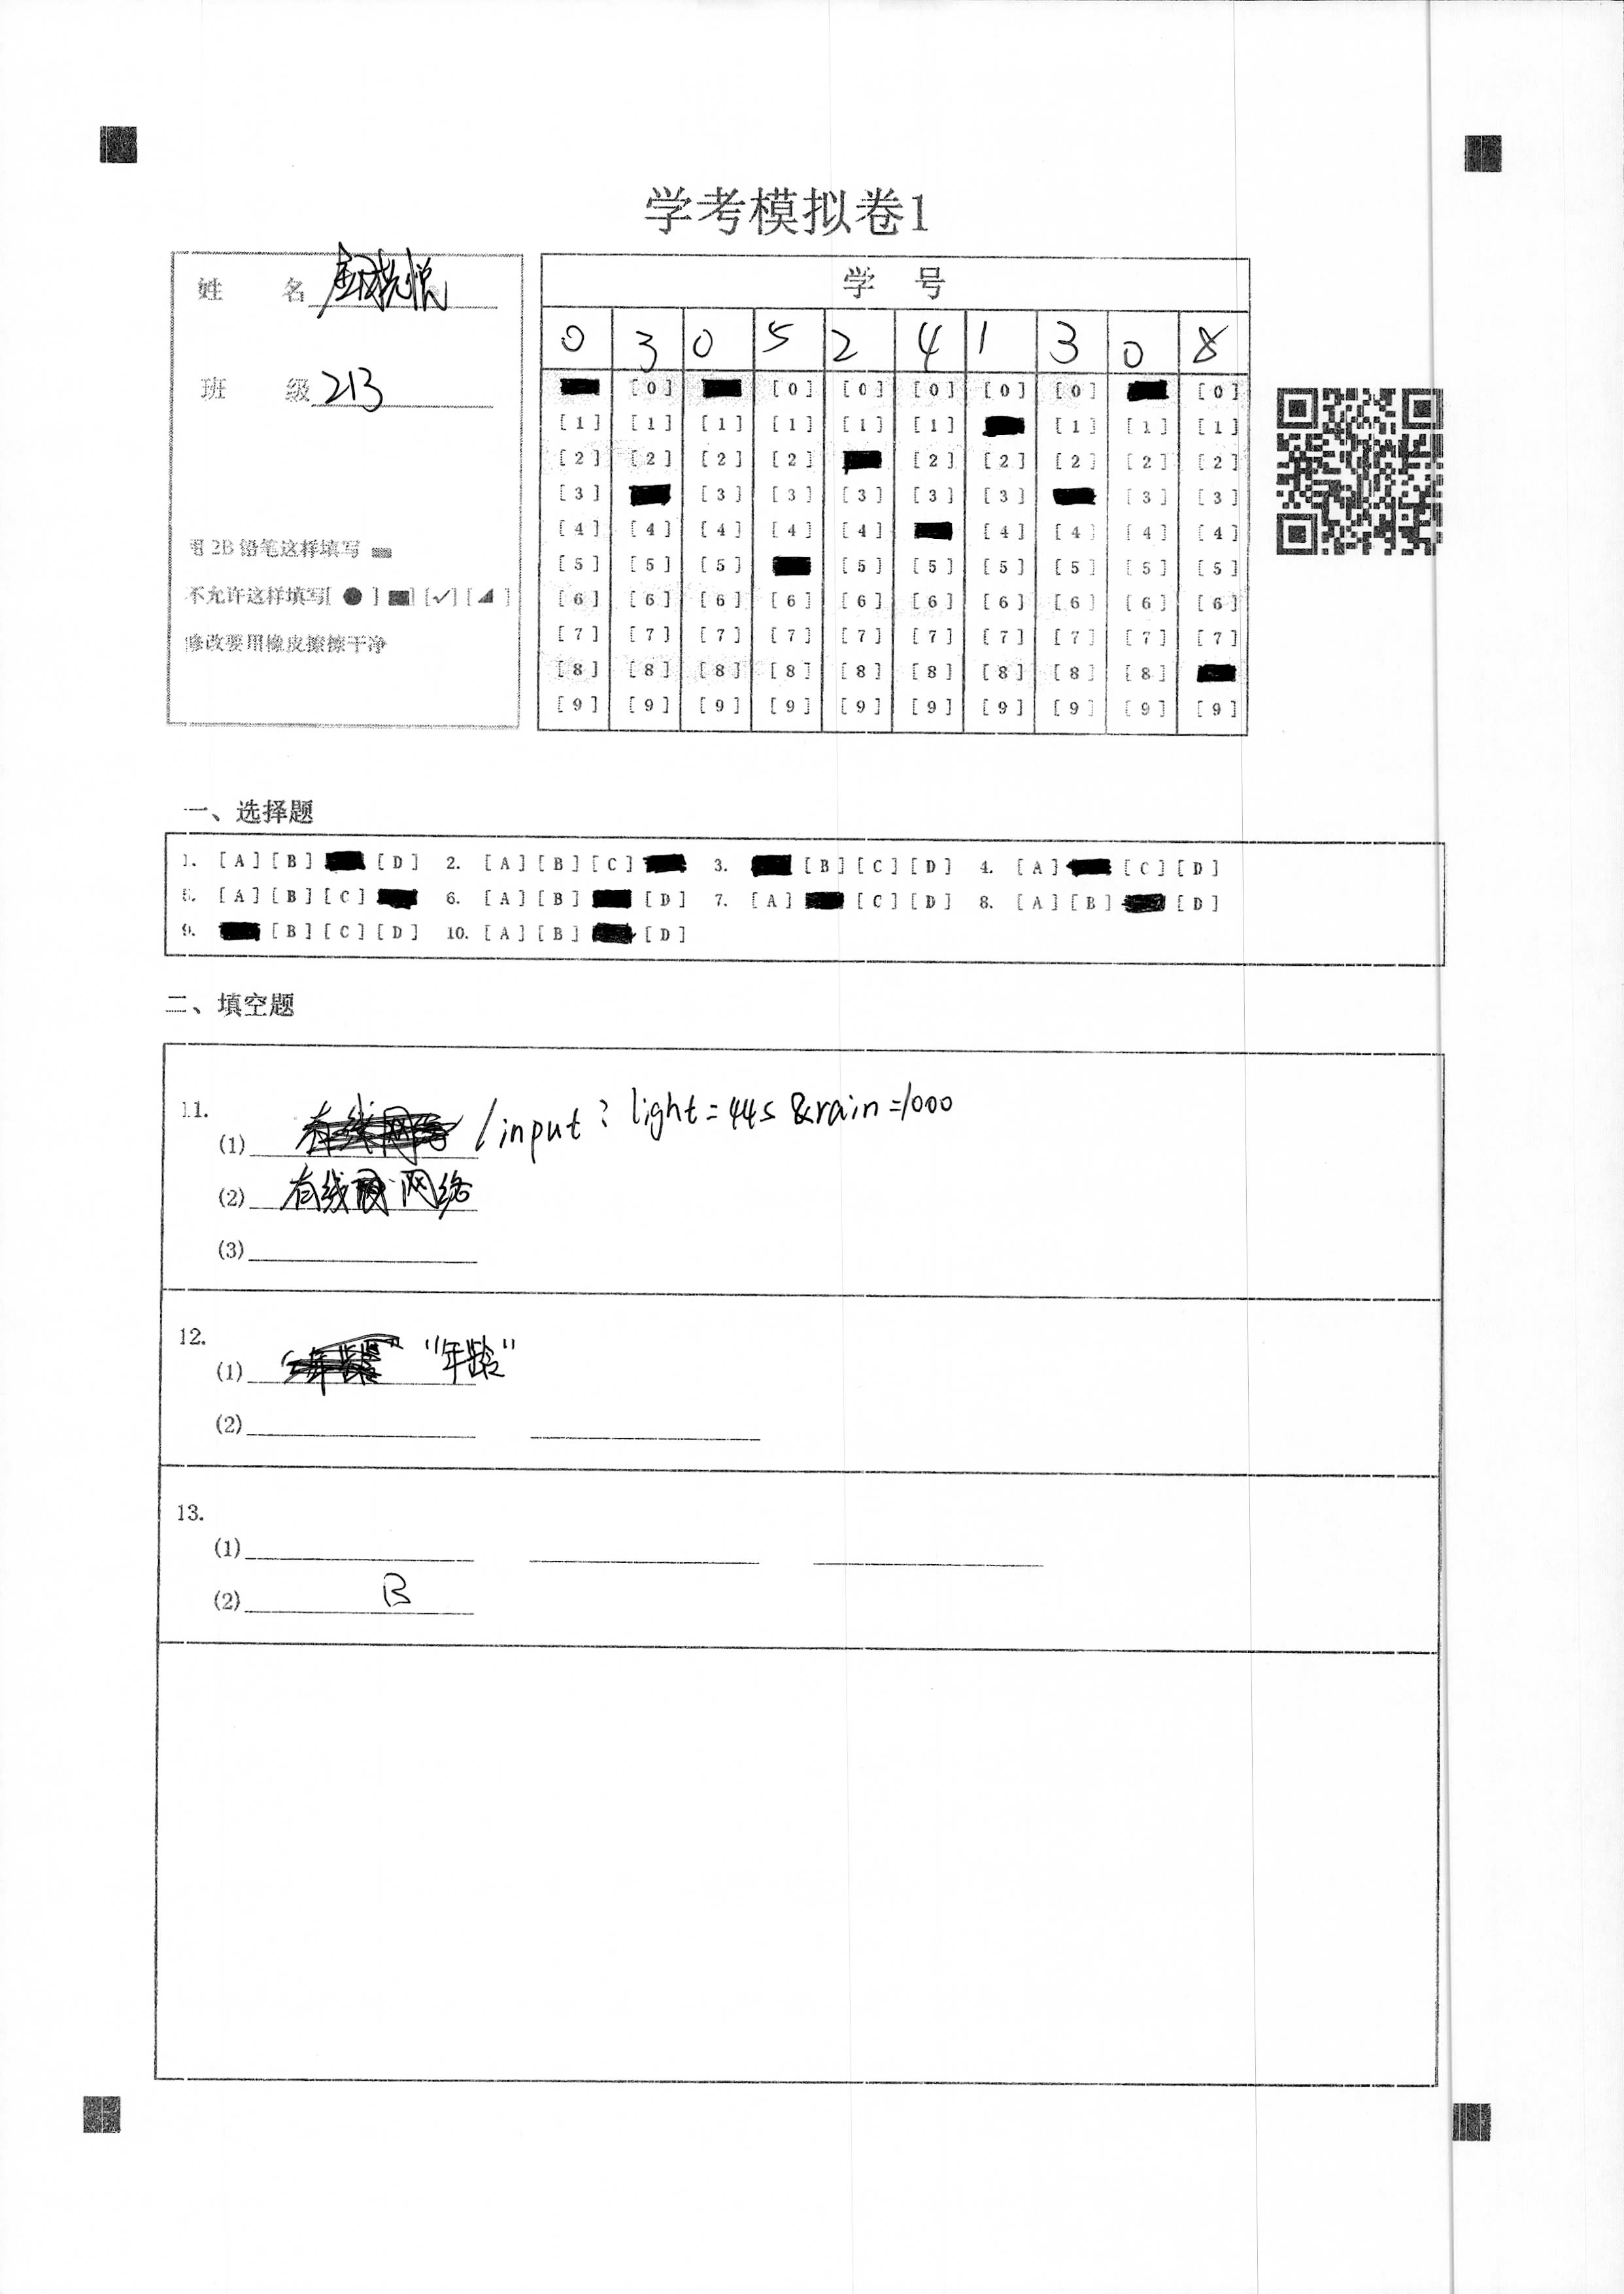 学考模拟卷1
姓 名
班 级 213
用 2B 铅笔这样填写
不允许这样填写[ ● ] [✓] [ ]
修改要用橡皮擦擦干净
学 号
0 3 0 5 2 4 1 3 0 8
[0] [0] [0] [0] [0] [0] [0]
[1] [1] [1] [1] [1] [1] [1] [1] [1]
[2] [2] [2] [2] [2] [2] [2] [2] [2]
[3] [3] [3] [3] [3] [3] [3] [3]
[4] [4] [4] [4] [4] [4] [4] [4] [4]
[5] [5] [5] [5] [5] [5] [5] [5] [5]
[6] [6] [6] [6] [6] [6] [6] [6] [6] [6]
[7] [7] [7] [7] [7] [7] [7] [7] [7] [7]
[8] [8] [8] [8] [8] [8] [8] [8] [8]
[9] [9] [9] [9] [9] [9] [9] [9] [9] [9]
一、选择题
1. [A] [B] [D] 2. [A] [B] [C] 3. [B] [C] [D] 4. [A] [C] [D]
5. [A] [B] [C] 6. [A] [B] [D] 7. [A] [C] [D] 8. [A] [B] [D]
9. [B] [C] [D] 10. [A] [B] [D]
二、填空题
11.
(1) /input?light=445&rain=1000
(2) 有线网络
(3)
12.
(1) "年龄"
(2)
13.
(1)
(2) B